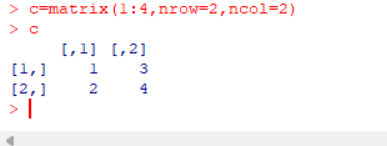 > c=matrix(1:4,nrow=2,ncol=2)
> c
     [,1] [,2]
[1,]    1    3
[2,]    2    4
>